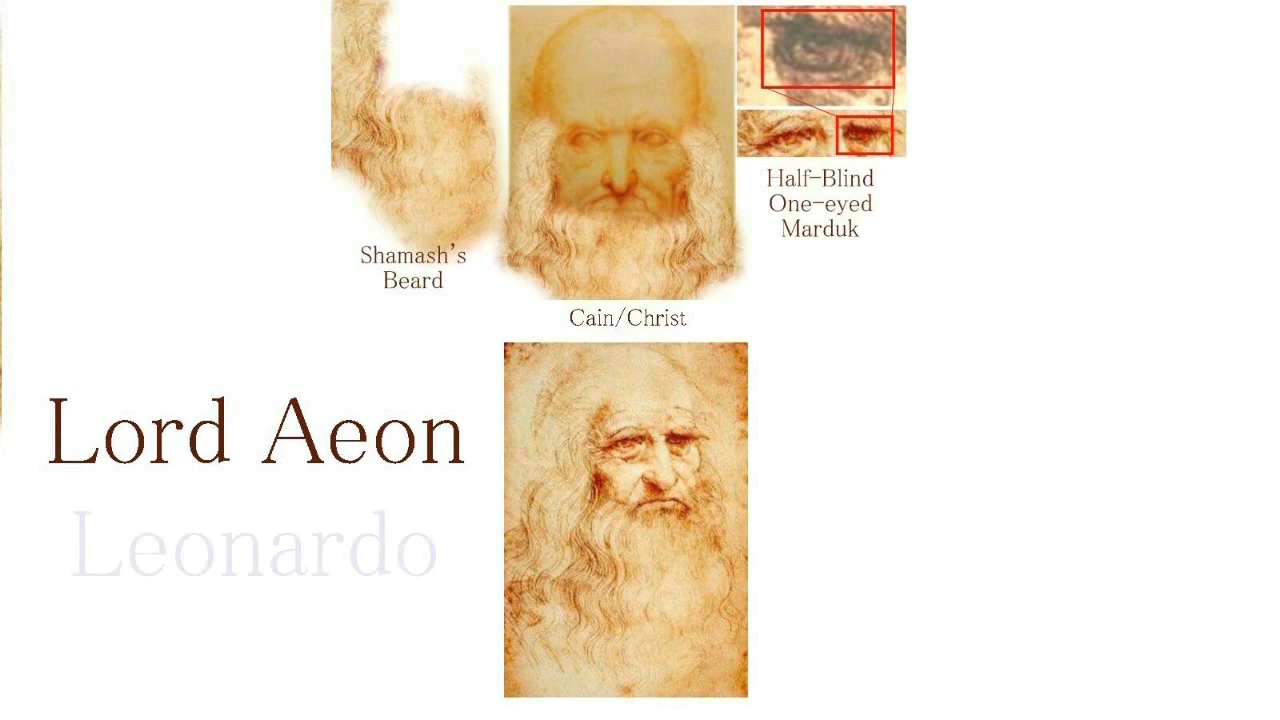 Shamash's
Beard
Cain/Christ
Half-Blind
One-eyed
Marduk
Lord Aeon
Leonardo